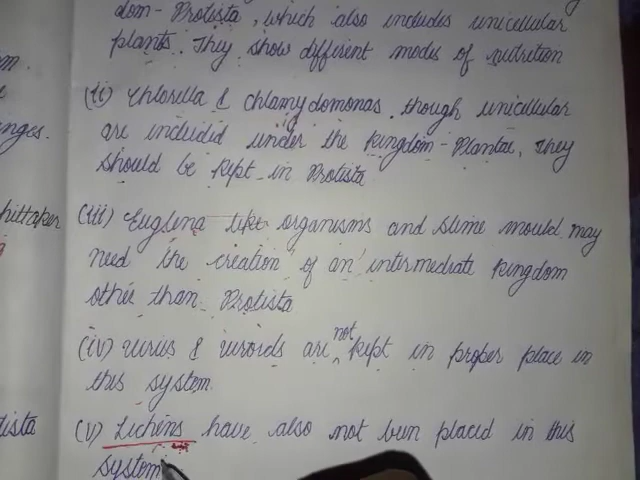 dom-Protista, which also includes unicellular
plants. They show different modes of nutrition
(ii) Chlorella & Chlamydomonas, though unicellular
are included under the kingdom-Plantae, They
should be kept in Protista
(iii) Euglena like organisms and slime mould may
need the creation of an intermediate kingdom
other than Protista
(iv) Virus & viroids are not kept in proper place in
this system
(v) Lichens have also not been placed in this
system
m.
inges.
hittaker
tista